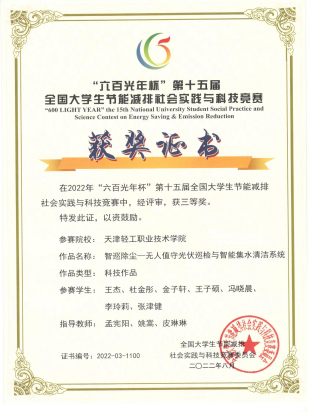 “六百光年杯”第十五届
全国大学生节能减排社会实践与科技竞赛
“600 LIGHT YEAR” the 15th National University Student Social Practice and
Science Contest on Energy Saving & Emission Reduction
获奖证书
在2022年“六百光年杯”第十五届全国大学生节能减排
社会实践与科技竞赛中，经评审，获三等奖。
特发此证，以资鼓励。
参赛院校：天津轻工职业技术学院
作品名称：智巡除尘—无人值守光伏巡检与智能集水清洁系统
作品类型：科技作品
参赛学生：王杰、杜金彤、金子轩、王子硕、冯晓晨、
李玲莉、张津健
指导教师：孟宪阳、姚嵩、皮琳琳
全国大学生节能减排
证书编号：2022-03-1100 社会实践与科技竞赛委员会
二〇二二年八月